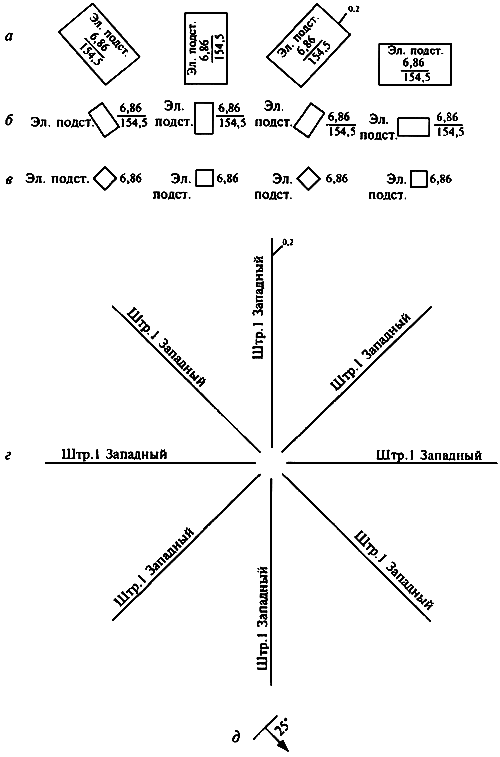 а
Эл. подст.
6,86
154,5
Эл. подст.
6,86
154,5
Эл. подст.
6,86
154,5
0,2
Эл. подст.
6,86
154,5
б
Эл. подст.
6,86
154,5
Эл.
подст.
6,86
154,5
Эл.
подст.
6,86
154,5
Эл.
подст.
6,86
154,5
в
Эл. подст.
6,86
Эл.
подст.
6,86
Эл.
подст.
6,86
Эл.
подст.
6,86
0,2
Штр.1 Западный
Штр.1 Западный
Штр.1 Западный
г
Штр.1 Западный
Штр.1 Западный
Штр.1 Западный
Штр.1 Западный
Штр.1 Западный
д
25°